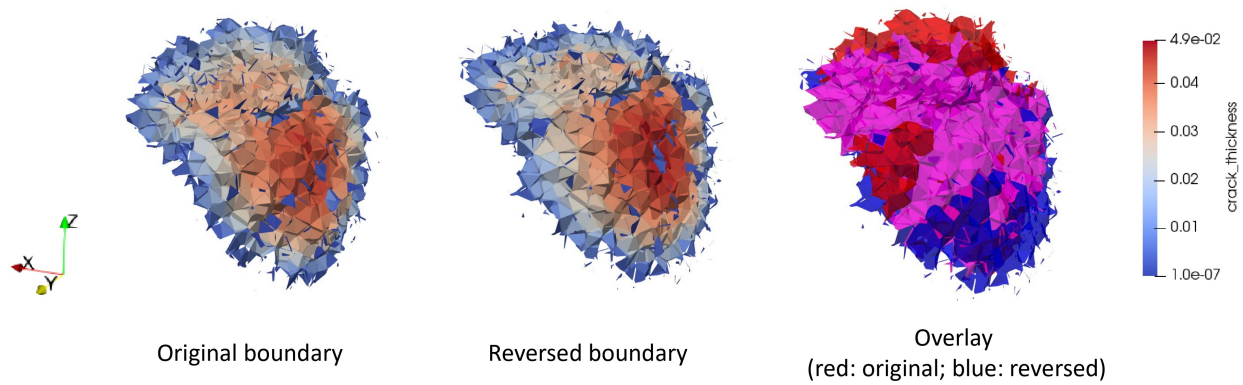 4.9e-02
0.04
0.03
0.02
0.01
1.0e-07
crack_thickness
Z
X
Y
Original boundary
Reversed boundary
Overlay
(red: original; blue: reversed)